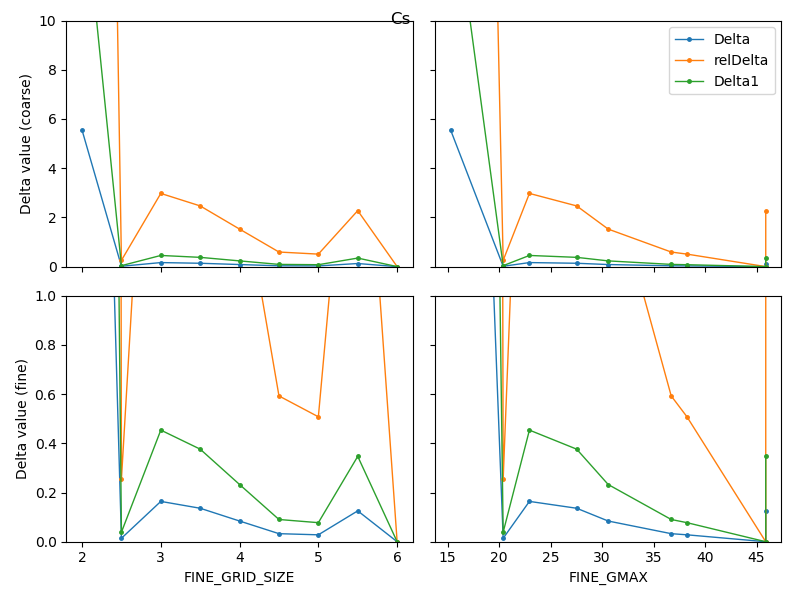 Cs
Delta value (coarse)
10
8
6
4
2
0
Delta
relDelta
Delta1
Delta value (fine)
1.0
0.8
0.6
0.4
0.2
0.0
2 3 4 5 6
FINE_GRID_SIZE
15 20 25 30 35 40 45
FINE_GMAX